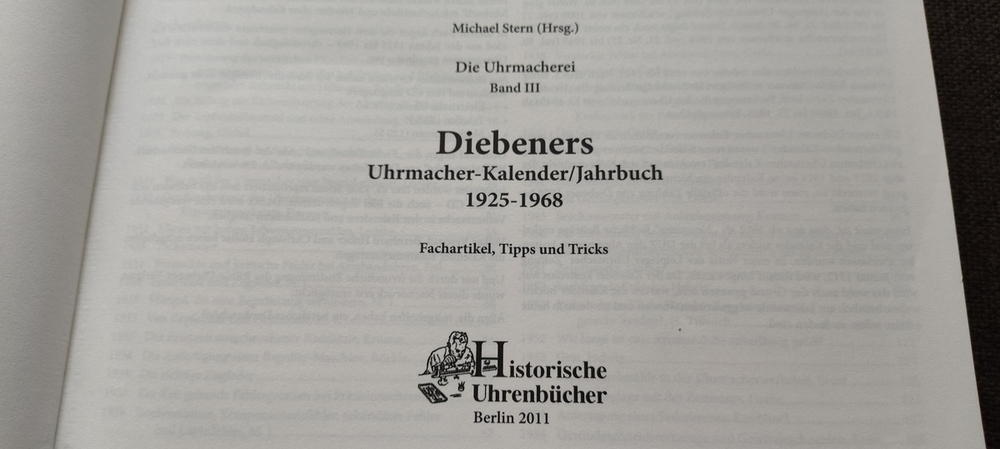 Michael Stern (Hrsg.)
Die Uhrmacherei
Band III
Diebeners
Uhrmacher-Kalender/Jahrbuch
1925-1968
Fachartikel, Tipps und Tricks
Historische
Uhrenbücher
Berlin 2011